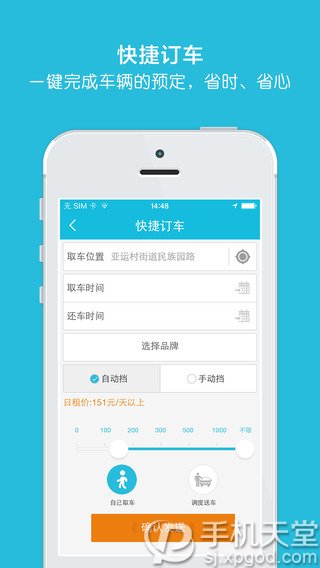 快捷订车
一键完成车辆的预定，省时、省心
无 SIM 卡 14:48
快捷订车
取车位置 亚运村街道民族园路
取车时间
还车时间
选择品牌
自动挡 手动挡
日租价:151元/天以上
0 100 200 300 500 1000 不限
自己取车 调度送车
确认发送
手机天堂
sj.xpgod.com